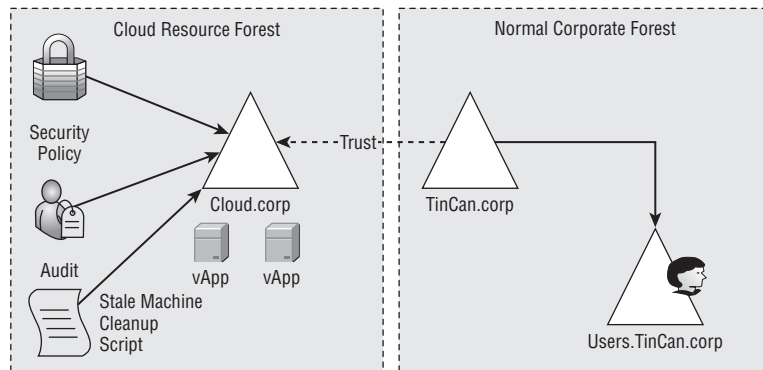 Cloud Resource Forest
Normal Corporate Forest
Security
Policy
Trust
Cloud.corp
TinCan.corp
vApp
vApp
Audit
Stale Machine
Cleanup
Script
Users.TinCan.corp